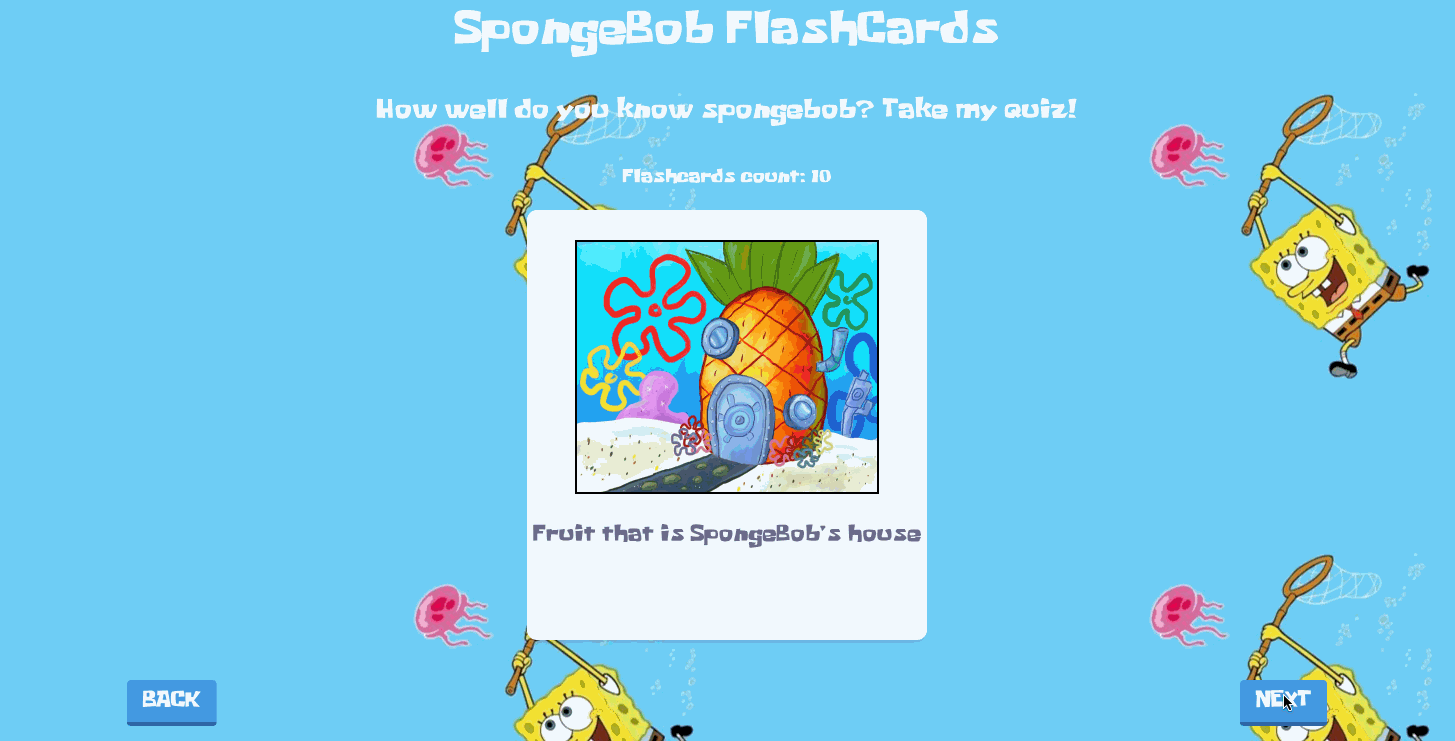 SpongeBob FlashCards
How well do you know spongebob? Take my quiz!
Flashcards count: 10
Fruit that is SpongeBob's house
BACK
NEXT